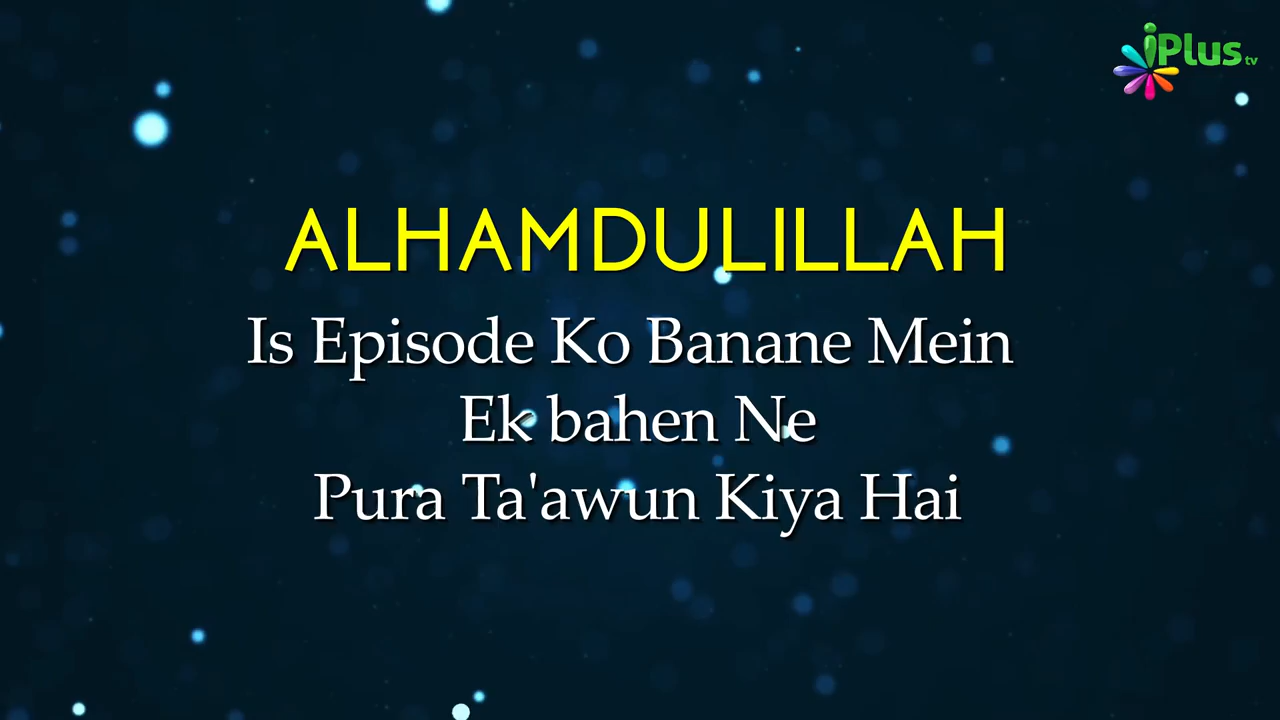 iPlus tv
ALHAMDULILLAH
Is Episode Ko Banane Mein
Ek bahen Ne
Pura Ta'awun Kiya Hai